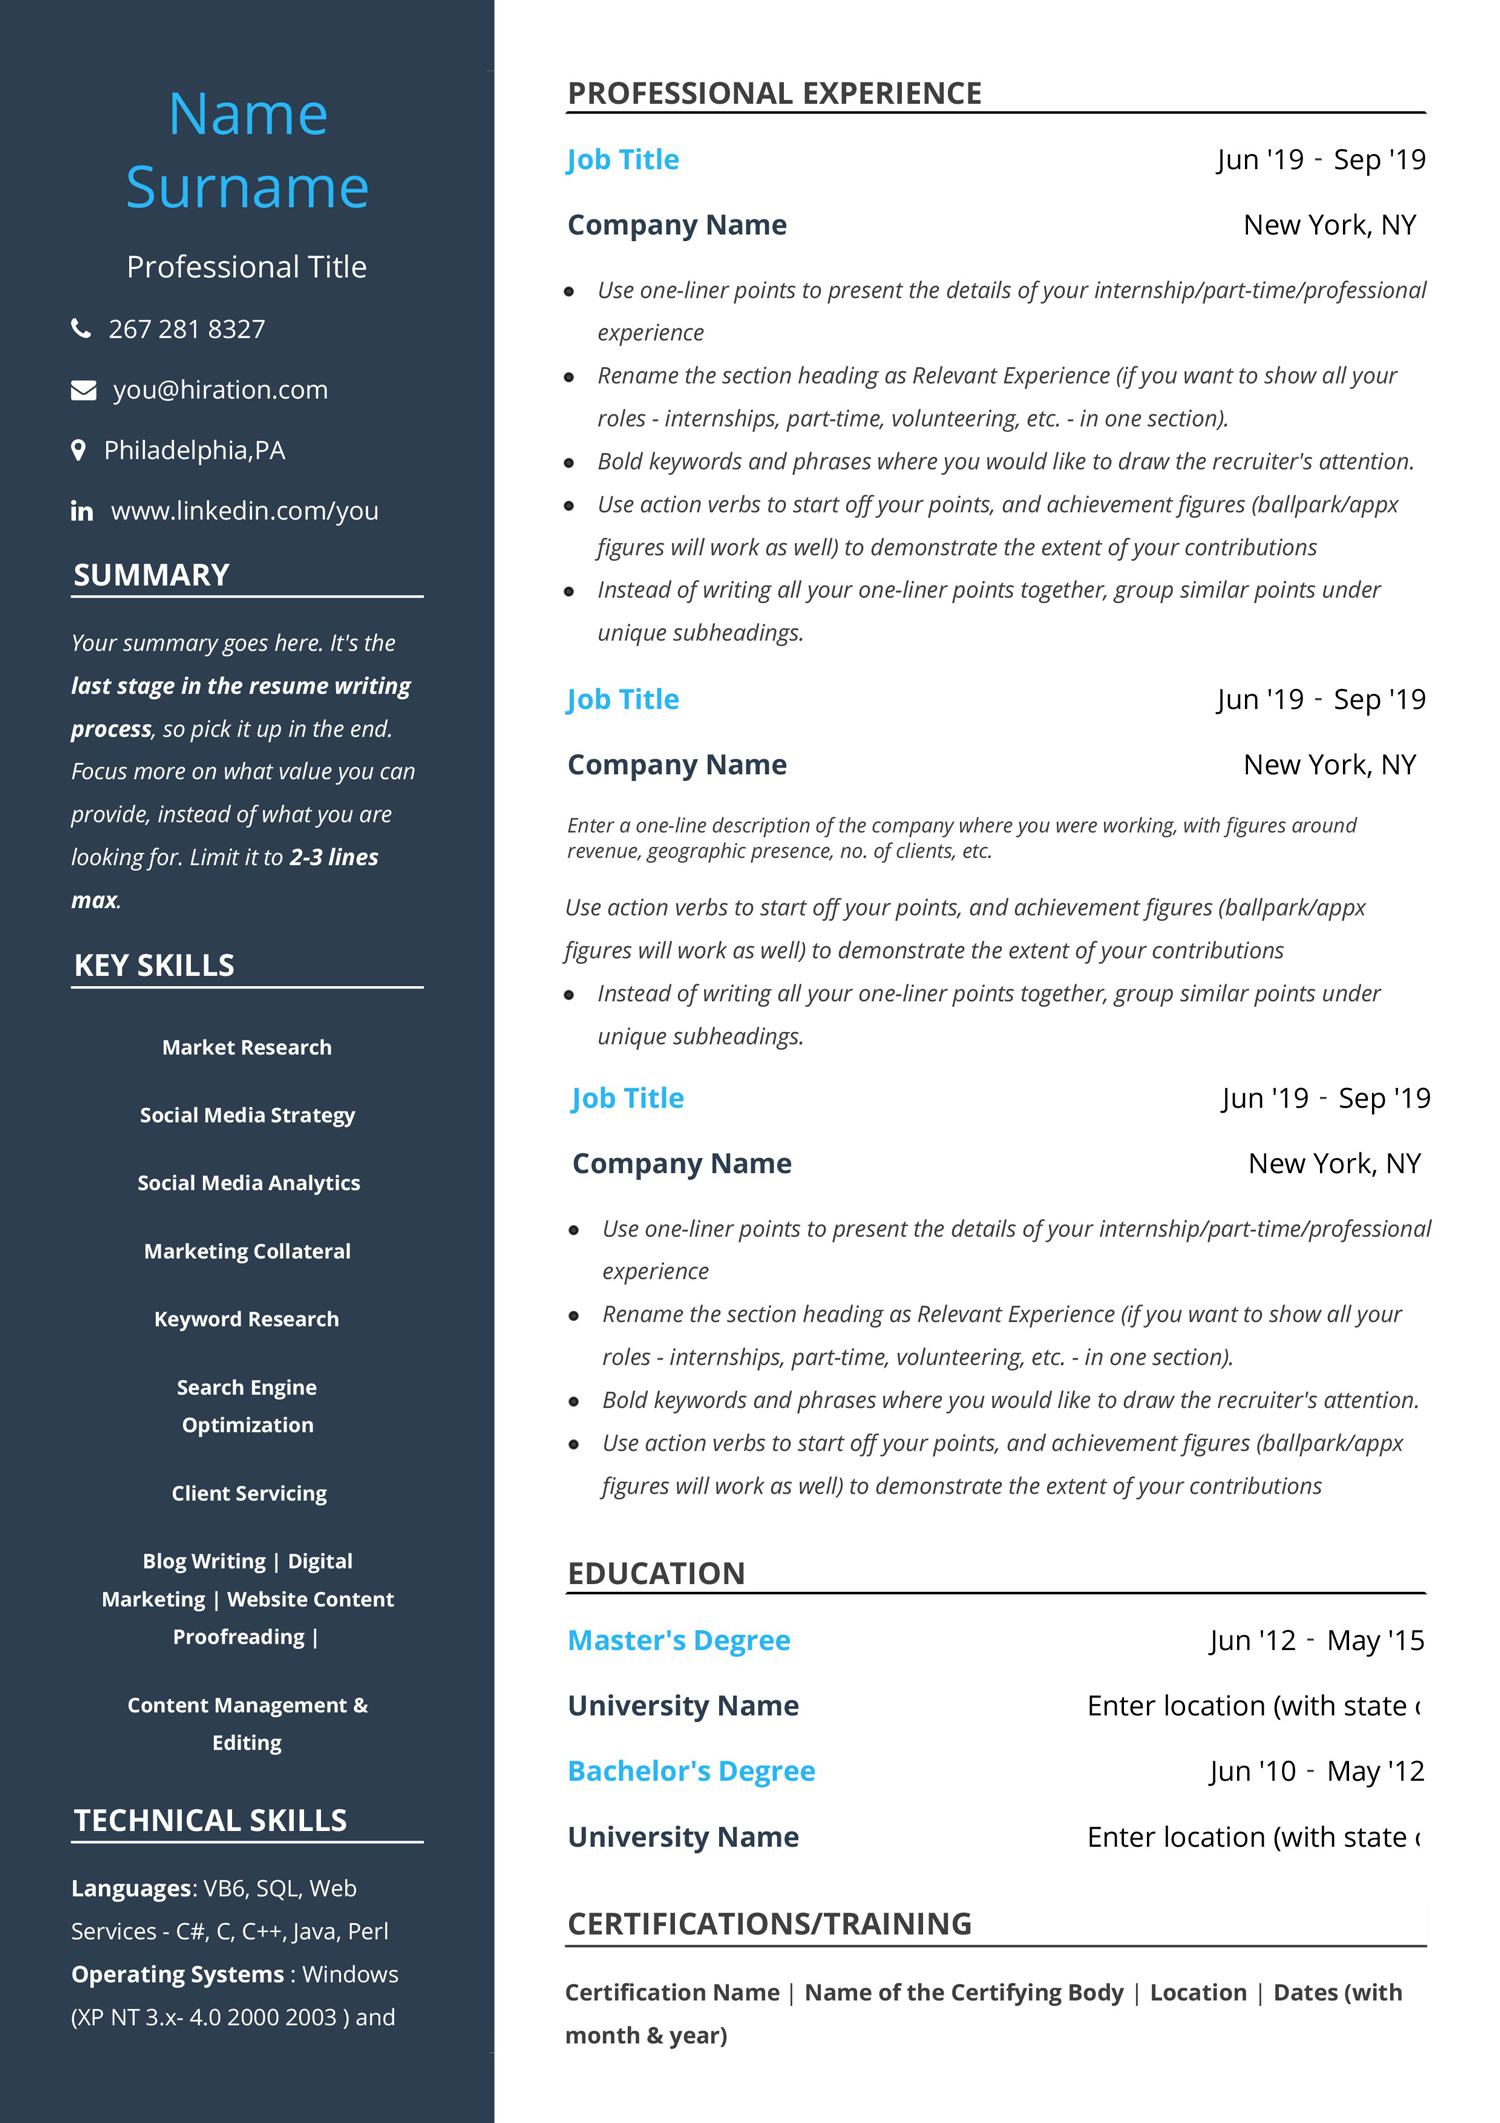 Name
Surname
Professional Title
267 281 8327
you@hiration.com
Philadelphia,PA
www.linkedin.com/you
SUMMARY
Your summary goes here. It's the
last stage in the resume writing
process, so pick it up in the end.
Focus more on what value you can
provide, instead of what you are
looking for. Limit it to 2-3 lines
max.
KEY SKILLS
Market Research
Social Media Strategy
Social Media Analytics
Marketing Collateral
Keyword Research
Search Engine
Optimization
Client Servicing
Blog Writing | Digital
Marketing | Website Content
Proofreading |
Content Management &
Editing
TECHNICAL SKILLS
Languages: VB6, SQL, Web
Services - C#, C, C++, Java, Perl
Operating Systems : Windows
(XP NT 3.x- 4.0 2000 2003 ) and
PROFESSIONAL EXPERIENCE
Job Title Jun '19 - Sep '19
Company Name New York, NY
• Use one-liner points to present the details of your internship/part-time/professional
experience
• Rename the section heading as Relevant Experience (if you want to show all your
roles - internships, part-time, volunteering, etc. - in one section).
• Bold keywords and phrases where you would like to draw the recruiter's attention.
• Use action verbs to start off your points, and achievement figures (ballpark/appx
figures will work as well) to demonstrate the extent of your contributions
• Instead of writing all your one-liner points together, group similar points under
unique subheadings.
Job Title Jun '19 - Sep '19
Company Name New York, NY
Enter a one-line description of the company where you were working, with figures around
revenue, geographic presence, no. of clients, etc.
Use action verbs to start off your points, and achievement figures (ballpark/appx
figures will work as well) to demonstrate the extent of your contributions
• Instead of writing all your one-liner points together, group similar points under
unique subheadings.
Job Title Jun '19 - Sep '19
Company Name New York, NY
• Use one-liner points to present the details of your internship/part-time/professional
experience
• Rename the section heading as Relevant Experience (if you want to show all your
roles - internships, part-time, volunteering, etc. - in one section).
• Bold keywords and phrases where you would like to draw the recruiter's attention.
• Use action verbs to start off your points, and achievement figures (ballpark/appx
figures will work as well) to demonstrate the extent of your contributions
EDUCATION
Master's Degree Jun '12 - May '15
University Name Enter location (with state
Bachelor's Degree Jun '10 - May '12
University Name Enter location (with state
CERTIFICATIONS/TRAINING
Certification Name | Name of the Certifying Body | Location | Dates (with
month & year)